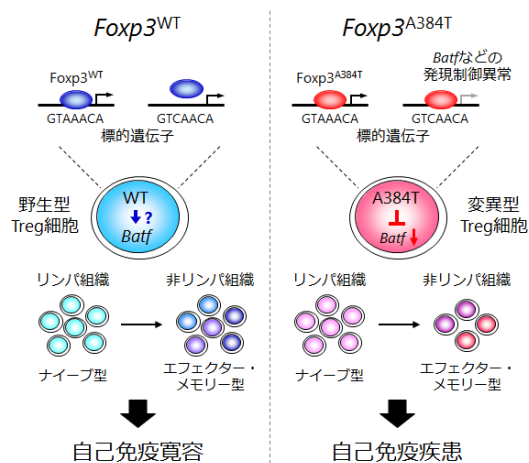 Foxp3WT
Foxp3WT
GTAAACA
GTCAACA
標的遺伝子
野生型
Treg細胞
WT
?
Batf
リンパ組織
非リンパ組織
ナイーブ型
エフェクター・
メモリー型
自己免疫寛容
Foxp3A384T
Batfなどの
発現制御異常
Foxp3A384T
GTAAACA
GTCAACA
標的遺伝子
A384T
Batf
変異型
Treg細胞
リンパ組織
非リンパ組織
ナイーブ型
エフェクター・
メモリー型
自己免疫疾患